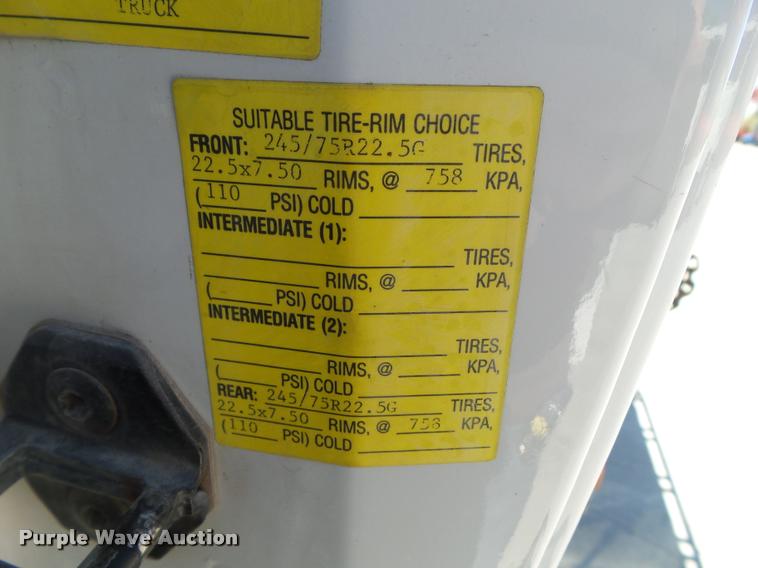 TRUCK
SUITABLE TIRE-RIM CHOICE
FRONT: 245/75R22.5G TIRES,
22.5x7.50 RIMS, @ 758 KPA,
(110 PSI) COLD
INTERMEDIATE (1):
TIRES,
RIMS, @ KPA,
( PSI) COLD
INTERMEDIATE (2):
TIRES,
RIMS, @ KPA,
( PSI) COLD
REAR: 245/75R22.5G TIRES,
22.5x7.50 RIMS, @ 758 KPA,
(110 PSI) COLD
Purple Wave Auction